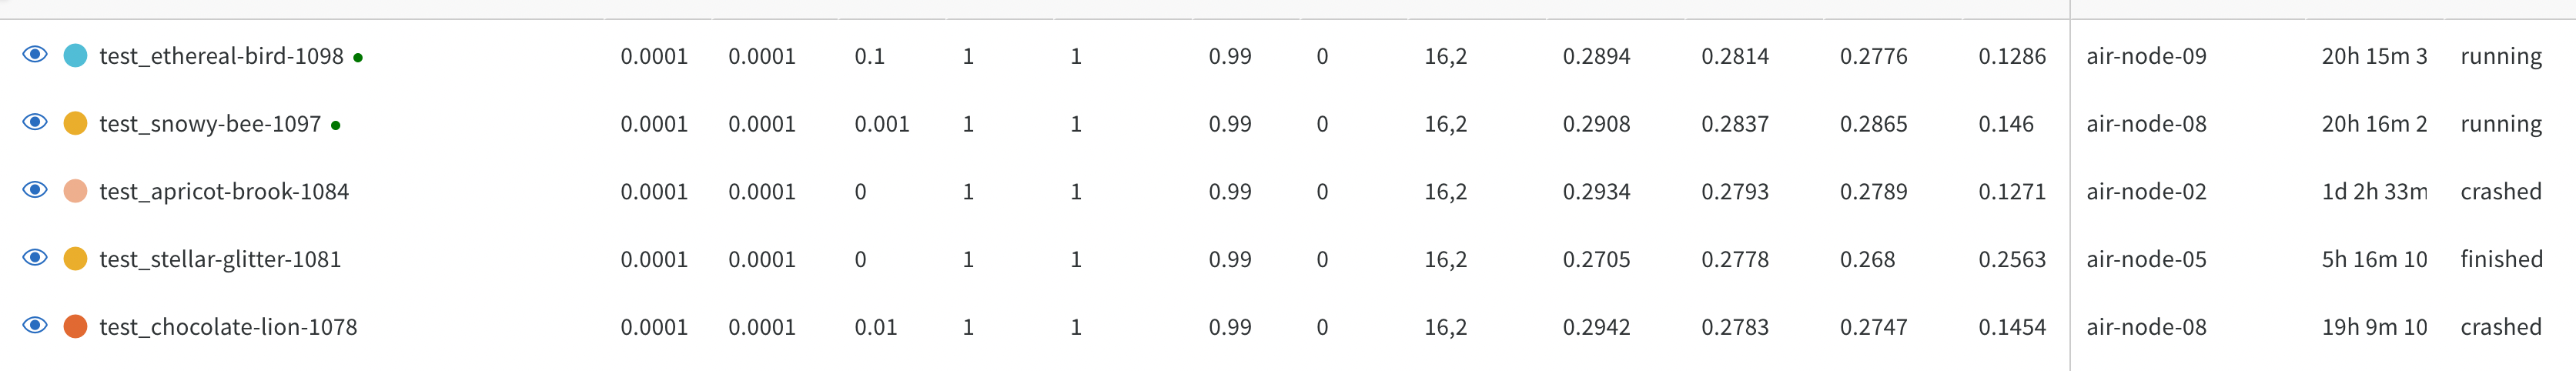 test_ethereal-bird-1098 0.0001 0.0001 0.1 1 1 0.99 0 16,2 0.2894 0.2814 0.2776 0.1286 air-node-09 20h 15m 3 running
test_snowy-bee-1097 0.0001 0.0001 0.001 1 1 0.99 0 16,2 0.2908 0.2837 0.2865 0.146 air-node-08 20h 16m 2 running
test_apricot-brook-1084 0.0001 0.0001 0 1 1 0.99 0 16,2 0.2934 0.2793 0.2789 0.1271 air-node-02 1d 2h 33m crashed
test_stellar-glitter-1081 0.0001 0.0001 0 1 1 0.99 0 16,2 0.2705 0.2778 0.268 0.2563 air-node-05 5h 16m 10 finished
test_chocolate-lion-1078 0.0001 0.0001 0.01 1 1 0.99 0 16,2 0.2942 0.2783 0.2747 0.1454 air-node-08 19h 9m 10 crashed